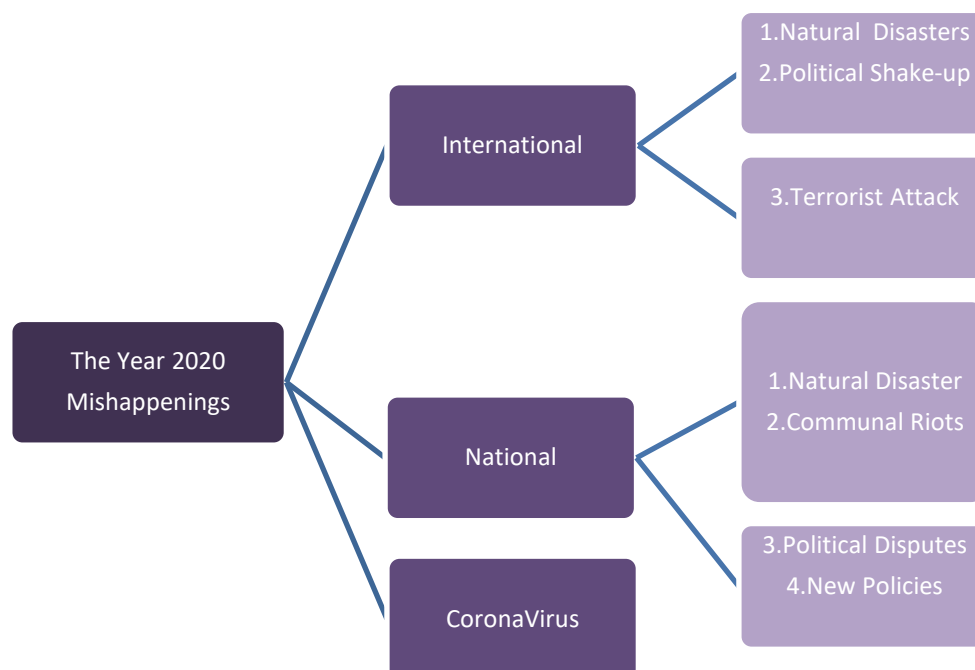 The Year 2020
Mishappenings
International
1.Natural Disasters
2.Political Shake-up
3.Terrorist Attack
National
1.Natural Disaster
2.Communal Riots
3.Political Disputes
4.New Policies
CoronaVirus